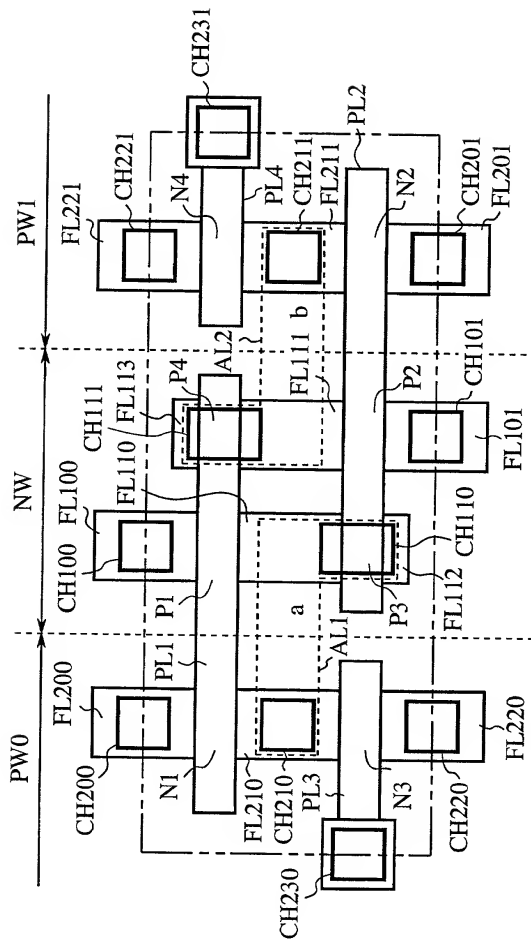 PW0
NW
PW1
FL200
CH200
FL100
CH100
FL110
CH111
FL113
P4
AL2
FL221
CH221
N4
CH231
N1
PL1
P1
PL4
FL210
CH210
a
FL111
b
CH211
FL211
PL2
PL3
AL1
P3
P2
N2
N3
CH230
CH220
FL220
FL112
CH110
FL101
CH101
CH201
FL201